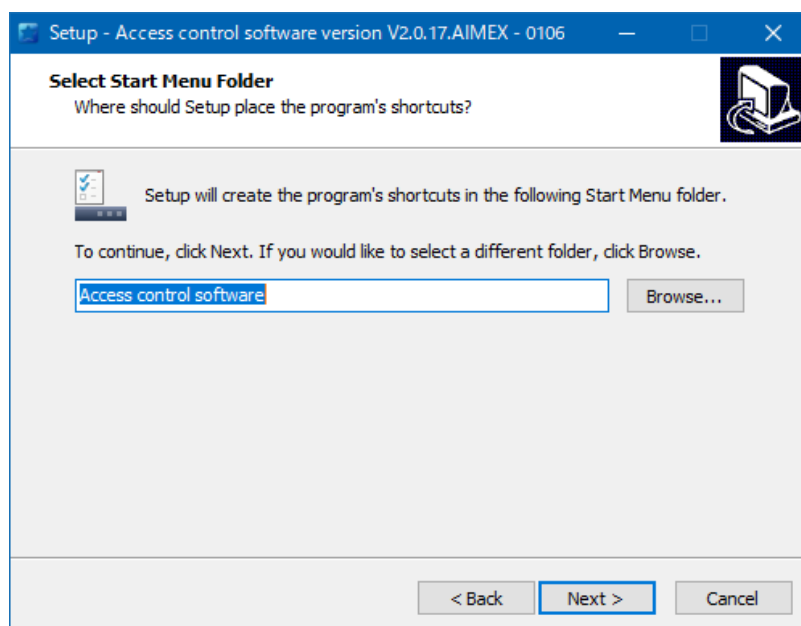 Setup - Access control software version V2.0.17.AIMEX - 0106
Select Start Menu Folder
Where should Setup place the program's shortcuts?
Setup will create the program's shortcuts in the following Start Menu folder.
To continue, click Next. If you would like to select a different folder, click Browse.
Access control software
Browse...
< Back
Next >
Cancel